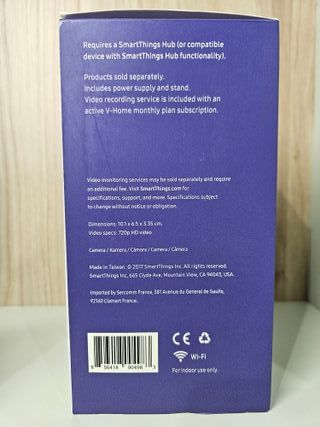 Requires a SmartThings Hub (or compatible
device with SmartThings Hub functionality).
Products sold separately.
Includes power supply and stand.
Video recording service is included with an
active V-Home monthly plan subscription.
Video monitoring services may be sold separately and require
an additional fee. Visit SmartThings.com for
specifications, support, and more. Specifications subject
to change without notice or obligation.
Dimensions: 10.1 x 6.5 x 3.35 cm.
Video specs: 720p HD video
Camera / Kamera / Câmara / Camera / Cámara
Made in Taiwan. © 2017 SmartThings Inc. All rights reserved.
SmartThings Inc, 665 Clyde Ave, Mountain View, CA 94043, USA.
Imported by Sercomm France, 381 Avenue du General de Gaulle,
92140 Clamart France.
CE
Wi-Fi
For indoor use only.